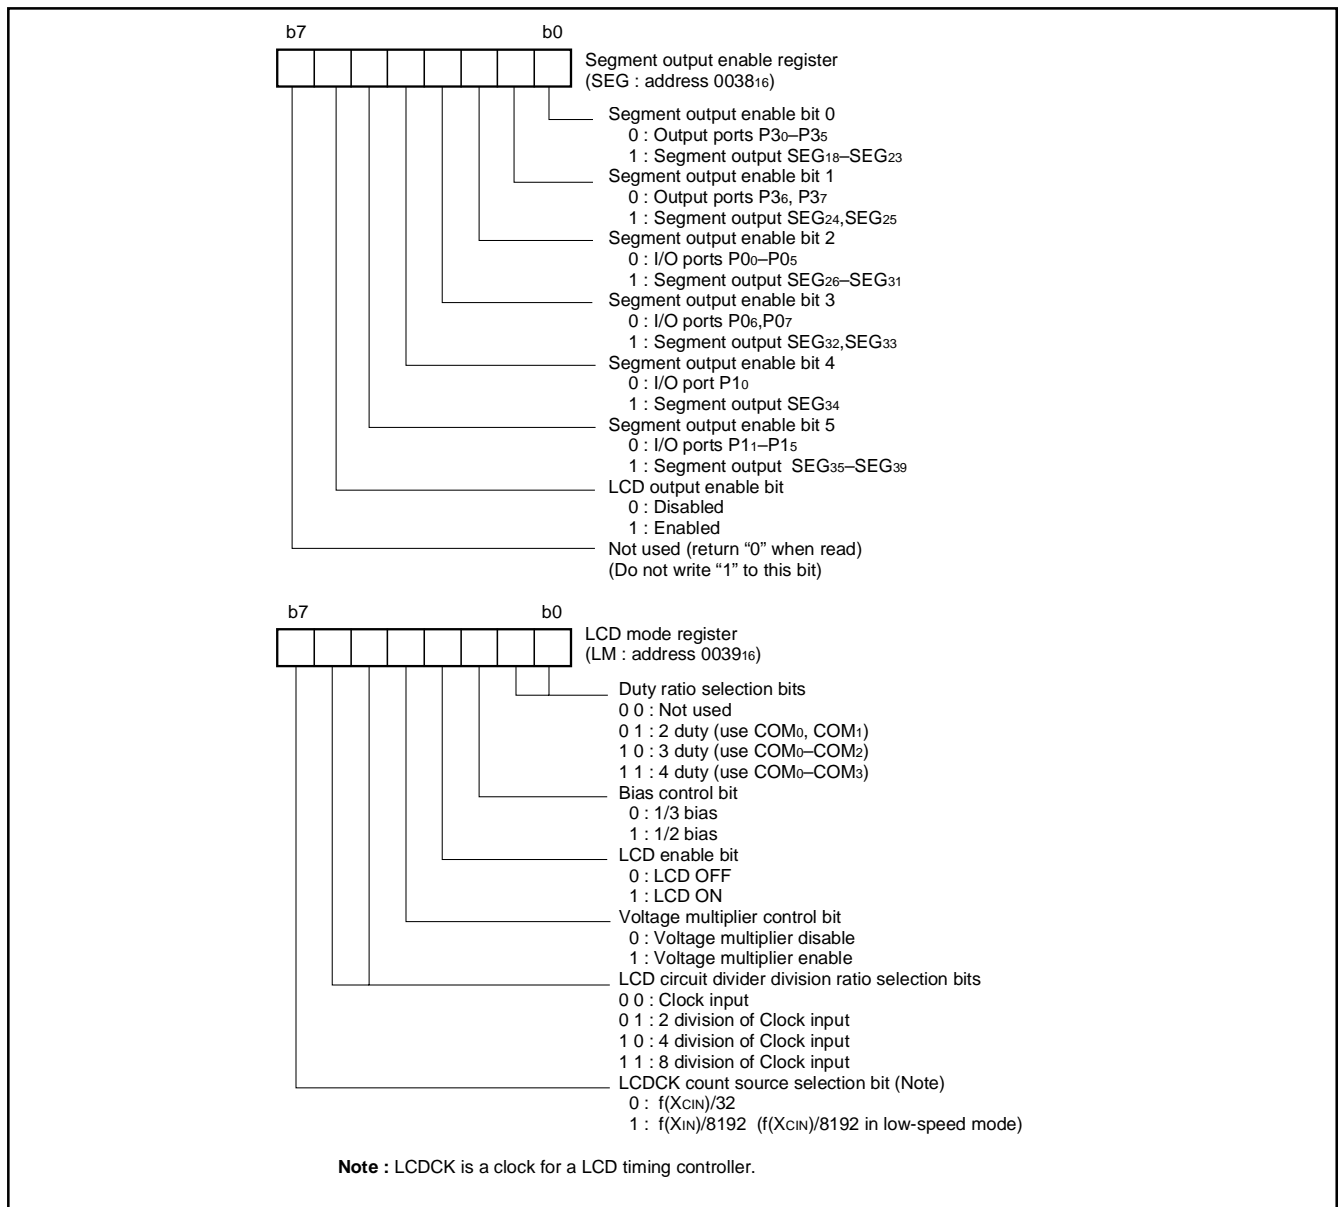 b7 b0
Segment output enable register
(SEG : address 003816)
Segment output enable bit 0
0 : Output ports P30–P35
1 : Segment output SEG18–SEG23
Segment output enable bit 1
0 : Output ports P36, P37
1 : Segment output SEG24,SEG25
Segment output enable bit 2
0 : I/O ports P00–P05
1 : Segment output SEG26–SEG31
Segment output enable bit 3
0 : I/O ports P06,P07
1 : Segment output SEG32,SEG33
Segment output enable bit 4
0 : I/O port P10
1 : Segment output SEG34
Segment output enable bit 5
0 : I/O ports P11–P15
1 : Segment output SEG35–SEG39
LCD output enable bit
0 : Disabled
1 : Enabled
Not used (return “0” when read)
(Do not write “1” to this bit)
b7 b0
LCD mode register
(LM : address 003916)
Duty ratio selection bits
0 0 : Not used
0 1 : 2 duty (use COM0, COM1)
1 0 : 3 duty (use COM0–COM2)
1 1 : 4 duty (use COM0–COM3)
Bias control bit
0 : 1/3 bias
1 : 1/2 bias
LCD enable bit
0 : LCD OFF
1 : LCD ON
Voltage multiplier control bit
0 : Voltage multiplier disable
1 : Voltage multiplier enable
LCD circuit divider division ratio selection bits
0 0 : Clock input
0 1 : 2 division of Clock input
1 0 : 4 division of Clock input
1 1 : 8 division of Clock input
LCDCK count source selection bit (Note)
0 : f(XCIN)/32
1 : f(XIN)/8192 (f(XCIN)/8192 in low-speed mode)
Note : LCDCK is a clock for a LCD timing controller.